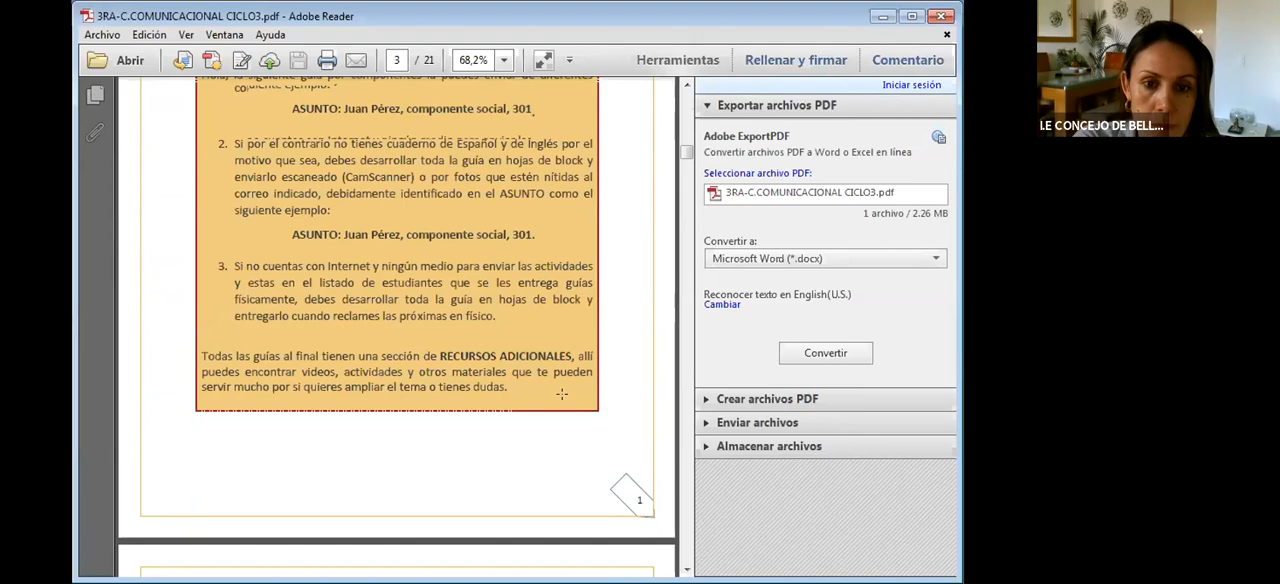 3RA-C.COMUNICACIONAL CICLO3.pdf - Adobe Reader
Archivo Edición Ver Ventana Ayuda
Abrir
3 / 21
68,2%
Herramientas
Rellenar y firmar
Comentario
ASUNTO: Juan Pérez, componente social, 301.
2. Si por el contrario no tienes cuaderno de Español y de Inglés por el
motivo que sea, debes desarrollar toda la guía en hojas de block y
enviarlo escaneado (CamScanner) o por fotos que estén nítidas al
correo indicado, debidamente identificado en el ASUNTO como el
siguiente ejemplo:
ASUNTO: Juan Pérez, componente social, 301.
3. Si no cuentas con Internet y ningún medio para enviar las actividades
y estas en el listado de estudiantes que se les entrega guías
físicamente, debes desarrollar toda la guía en hojas de block y
entregarlo cuando reclames las próximas en físico.
Todas las guías al final tienen una sección de RECURSOS ADICIONALES, allí
puedes encontrar videos, actividades y otros materiales que te pueden
servir mucho por si quieres ampliar el tema o tienes dudas.
1
Iniciar sesión
Exportar archivos PDF
Adobe ExportPDF
Convertir archivos PDF a Word o Excel en línea
Seleccionar archivo PDF:
3RA-C.COMUNICACIONAL CICLO3.pdf
1 archivo / 2.26 MB
Convertir a:
Microsoft Word (*.docx)
Reconocer texto en English(U.S.)
Cambiar
Convertir
Crear archivos PDF
Enviar archivos
Almacenar archivos
I.E CONCEJO DE BELL...